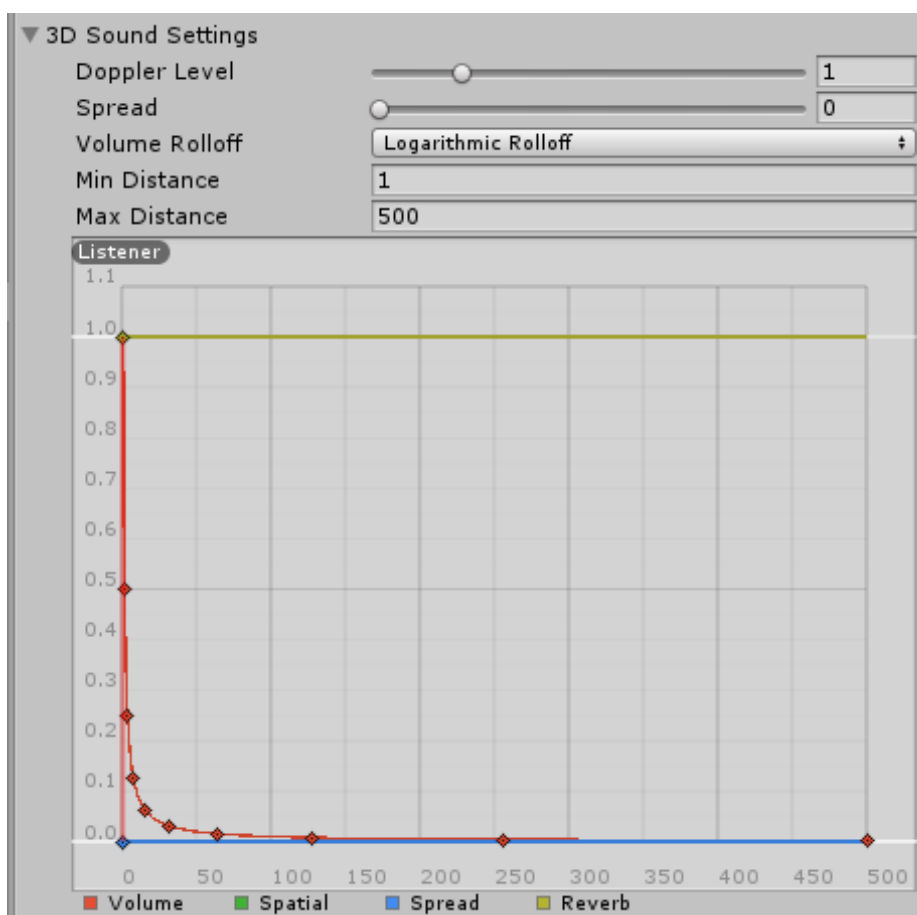 3D Sound Settings
Doppler Level 1
Spread 0
Volume Rolloff Logarithmic Rolloff
Min Distance 1
Max Distance 500
Listener
1.1
1.0
0.9
0.8
0.7
0.6
0.5
0.4
0.3
0.2
0.1
0.0
0 50 100 150 200 250 300 350 400 450 500
Volume Spatial Spread Reverb